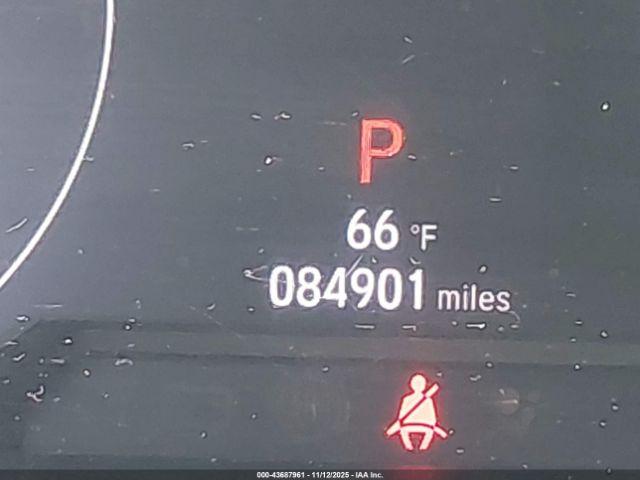 P
66 °F
084901 miles
000-43687961 - 11/12/2025 - IAA Inc.